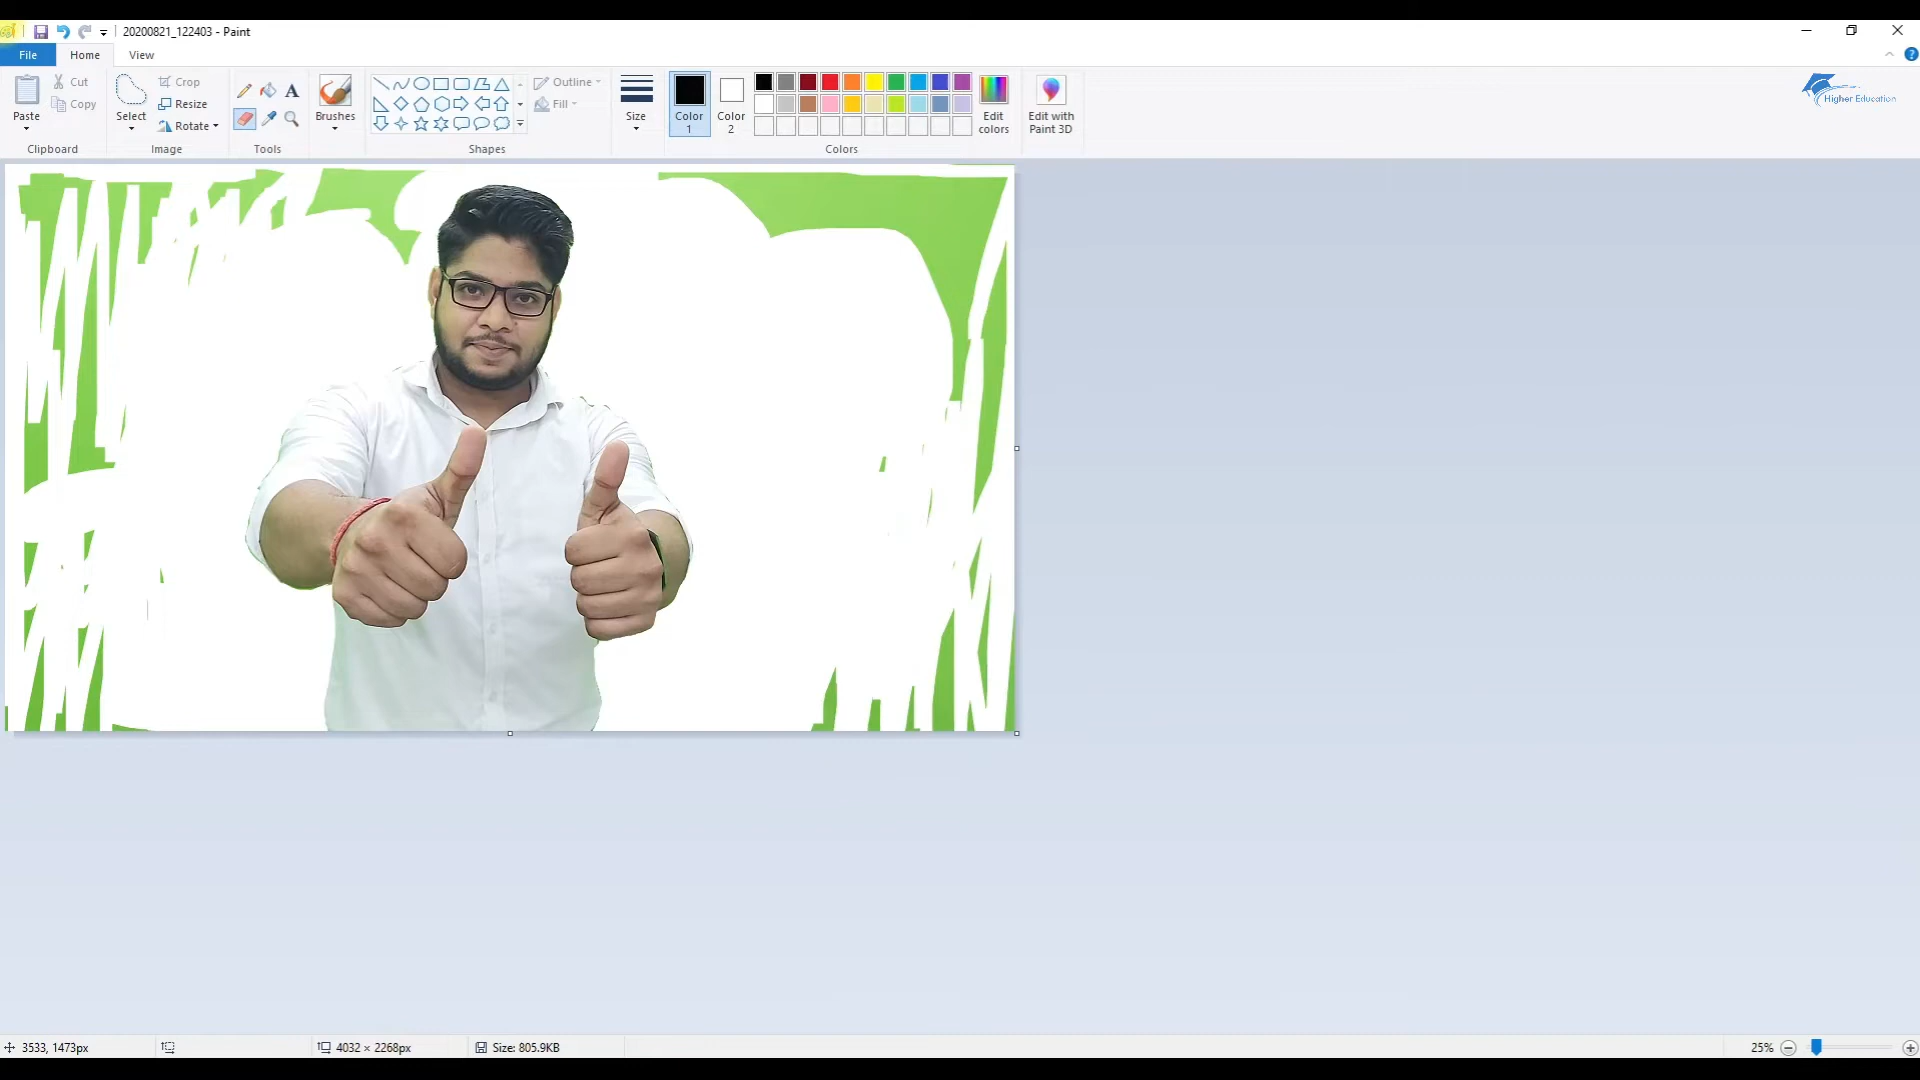 20200821_122403 - Paint
File Home View
Paste
Cut
Copy
Clipboard
Select
Crop
Resize
Rotate
Image
A
Tools
Brushes
Shapes
Outline
Fill
Size
Color 1
Color 2
Colors
Edit colors
Edit with Paint 3D
?
Higher Education
3533, 1473px
4032 × 2268px
Size: 805.9KB
25%